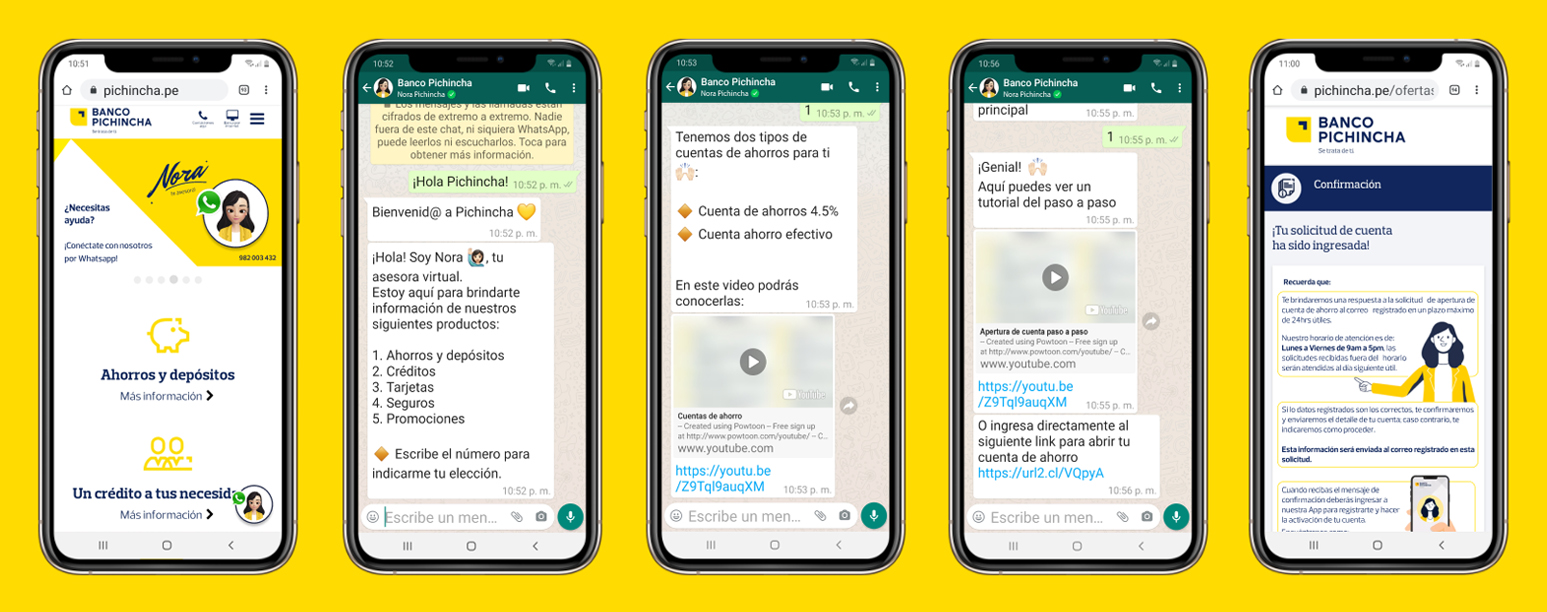 10:51
pichincha.pe
BANCO
PICHINCHA
Nora
tu asesora
¿Necesitas
ayuda?
¡Conéctate con nosotros
por Whatsapp!
982 003 432
Ahorros y depósitos
Más información
Un crédito a tus necesid
Más información
10:52
Banco Pichincha
Nora Pichincha
Los mensajes y las llamadas están
cifrados de extremo a extremo. Nadie
fuera de este chat, ni siquiera WhatsApp,
puede leerlos ni escucharlos. Toca para
obtener más información.
¡Hola Pichincha! 10:52 p. m.
Bienvenid@ a Pichincha 💛
10:52 p. m.
¡Hola! Soy Nora 🙋🏻‍♀️, tu
asesora virtual.
Estoy aquí para brindarte
información de nuestros
siguientes productos:
1. Ahorros y depósitos
2. Créditos
3. Tarjetas
4. Seguros
5. Promociones
🔶 Escribe el número para
indicarme tu elección.
10:52 p. m.
Escribe un men...
10:53
Banco Pichincha
Nora Pichincha
1 10:53 p. m.
Tenemos dos tipos de
cuentas de ahorros para ti
🙌🏻:
🔶 Cuenta de ahorros 4.5%
🔶 Cuenta ahorro efectivo
En este video podrás
conocerlas: 10:53 p. m.
YouTube
Cuentas de ahorro
– Created using Powtoon – Free sign up
at http://www.powtoon.com/youtube/ – C...
www.youtube.com
https://youtu.be
/Z9Tql9auqXM 10:53 p. m.
Escribe un men...
10:56
Banco Pichincha
Nora Pichincha
principal 10:55 p. m.
1 10:55 p. m.
¡Genial! 🙌🏻
Aquí puedes ver un
tutorial del paso a paso
10:55 p. m.
YouTube
Apertura de cuenta paso a paso
– Created using Powtoon – Free sign up
at http://www.powtoon.com/youtube/ – C...
www.youtube.com
https://youtu.be
/Z9Tql9auqXM 10:55 p. m.
O ingresa directamente al
siguiente link para abrir tu
cuenta de ahorro
https://url2.cl/VQpyA
10:56 p. m.
Escribe un men...
11:00
pichincha.pe/ofertas
BANCO
PICHINCHA
Se trata de ti
Confirmación
¡Tu solicitud de cuenta
ha sido ingresada!
Recuerda que:
Te brindaremos una respuesta a la solicitud de apertura de
cuenta de ahorro al correo registrado en un plazo máximo
de 24hrs útiles.
Nuestro horario de atención es de:
Lunes a Viernes de 9am a 5pm, las
solicitudes recibidas fuera del horario
serán atendidas al día siguiente útil.
Si lo datos registrados son los correctos, te confirmaremos
y enviaremos el detalle de tu cuenta; caso contrario, te
indicaremos como proceder.
Esta información será enviada al correo registrado en esta
solicitud.
Cuando recibas el mensaje de
confirmación deberás ingresar a
nuestra App para registrarte y hacer
la activación de tu cuenta.